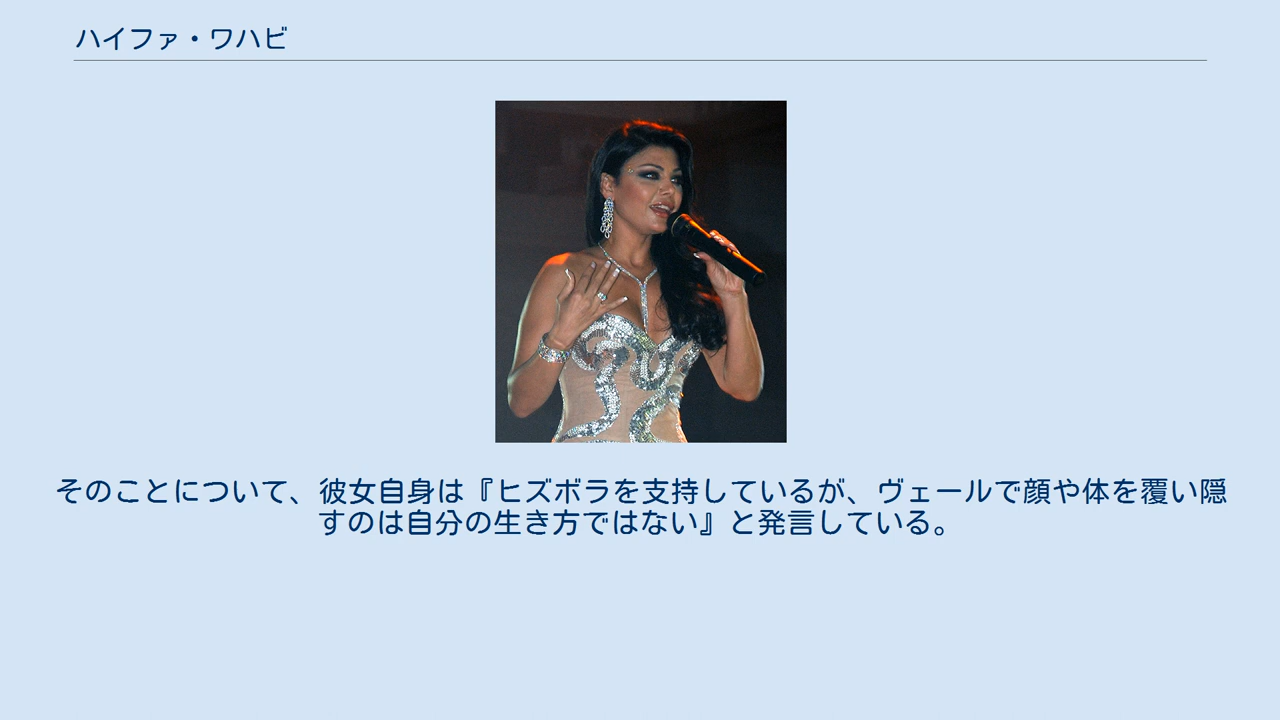 ハイファ・ワハビ
そのことについて、彼女自身は『ヒズボラを支持しているが、ヴェールで顔や体を覆い隠
すのは自分の生き方ではない』と発言している。